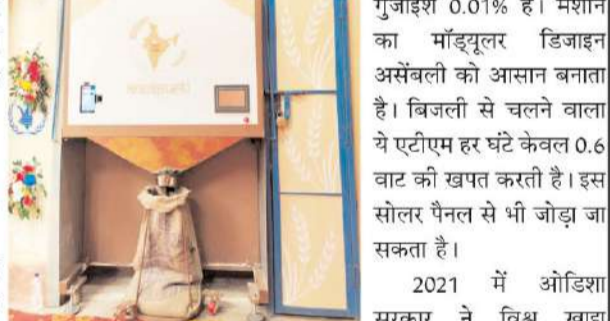 गुंजाइश 0.01% है। मशीन
का मॉड्यूलर डिजाइन
असेंबली को आसान बनाता
है। बिजली से चलने वाला
ये एटीएम हर घंटे केवल 0.6
वाट की खपत करती है। इस
सोलर पैनल से भी जोड़ा जा
सकता है।
2021 में ओडिशा
सरकार ने विश्व खाद्य